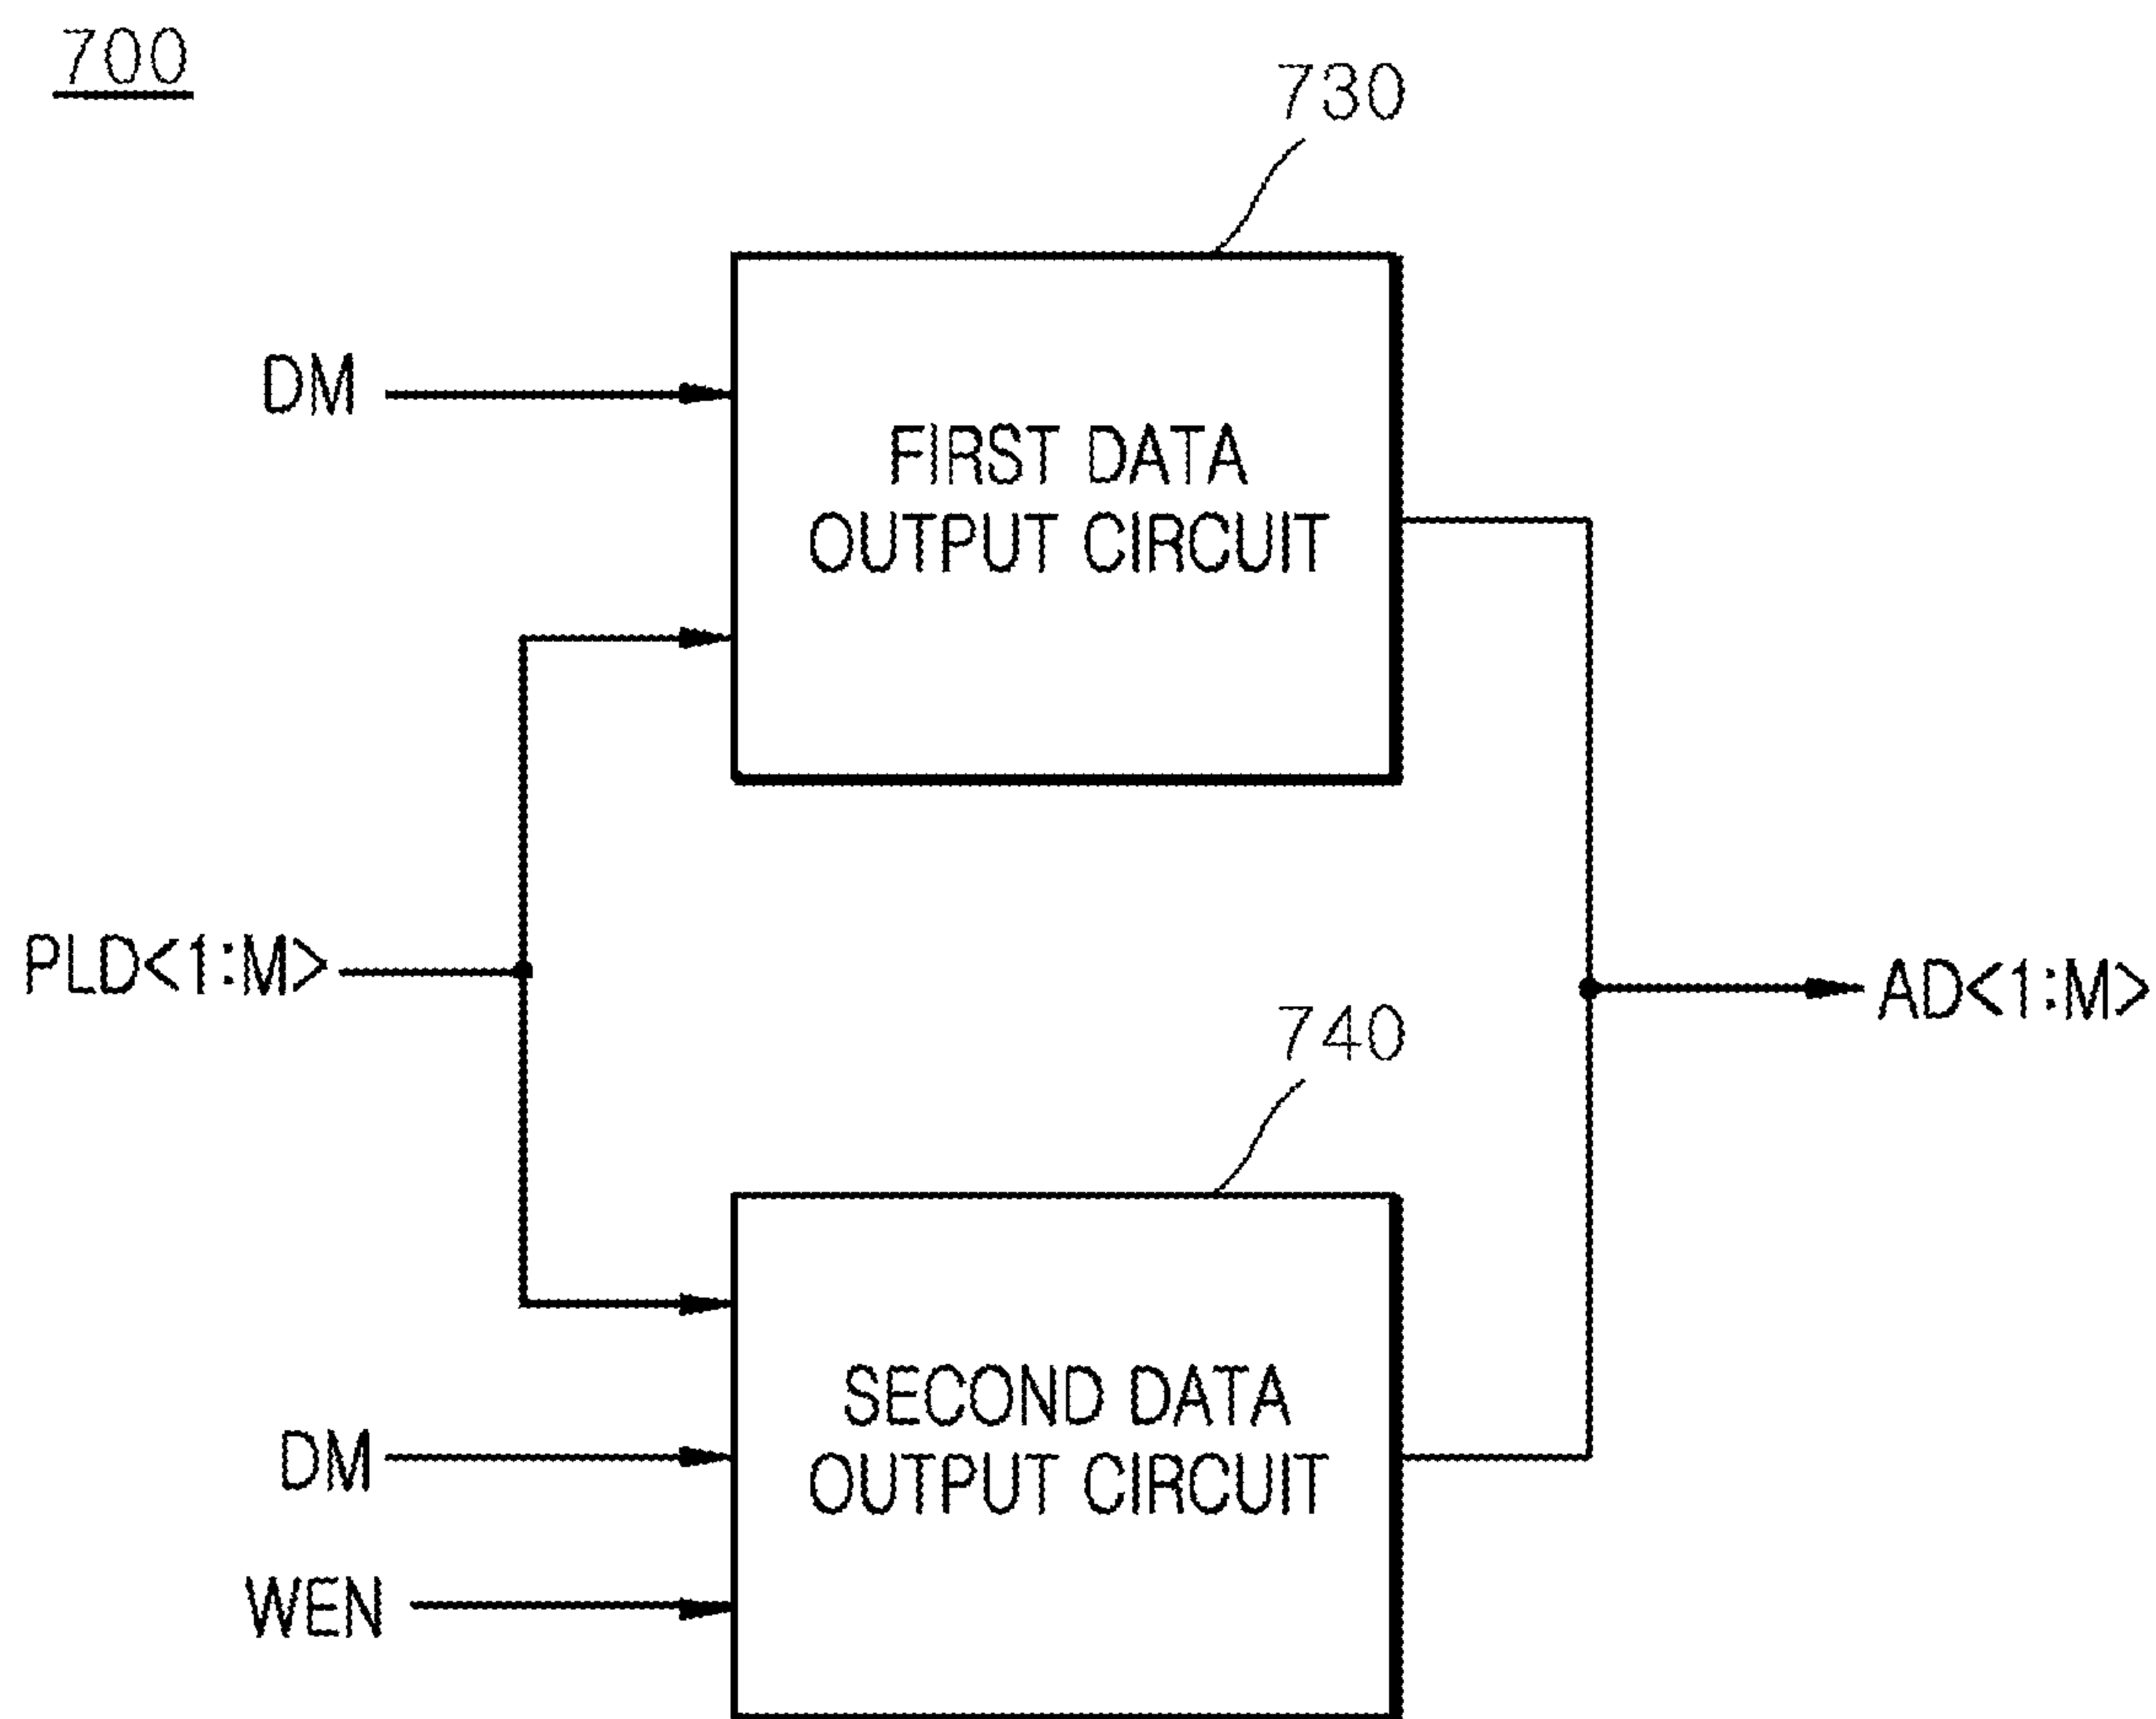 700
730
DM
FIRST DATA
OUTPUT CIRCUIT
PLD<1:M>
AD<1:M>
740
SECOND DATA
OUTPUT CIRCUIT
DM
WEN